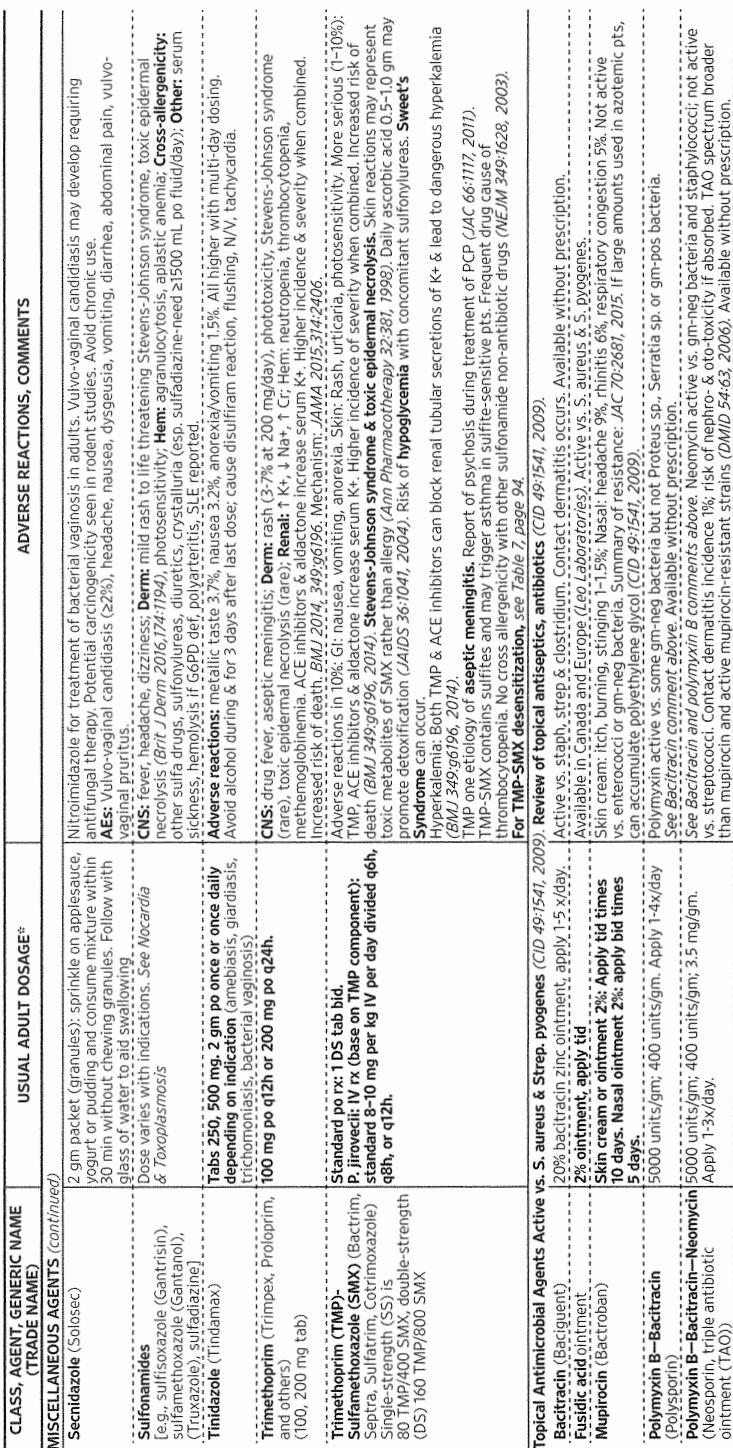 CLASS, AGENT, GENERIC NAME
(TRADE NAME)
USUAL ADULT DOSAGE*
ADVERSE REACTIONS, COMMENTS
MISCELLANEOUS AGENTS (continued)
Secnidazole (Solosec)
2 gm packet (granules): sprinkle on applesauce,
yogurt or pudding and consume mixture within
30 min without chewing granules. Follow with
glass of water to aid swallowing
Nitroimidazole for treatment of bacterial vaginosis in adults. Vulvo-vaginal candidiasis may develop requiring
antifungal therapy. Potential carcinogenicity seen in rodent studies. Avoid chronic use.
AEs: Vulvo-vaginal candidiasis (≥2%), headache, nausea, dysgeusia, vomiting, diarrhea, abdominal pain, vulvo-
vaginal pruritus.
Sulfonamides
[e.g., sulfisoxazole (Gantrisin),
sulfamethoxazole (Gantanol),
(Truxazole), sulfadiazine]
Dose varies with indications. See Nocardia
& Toxoplasmosis
CNS: fever, headache, dizziness; Derm: mild rash to life threatening Stevens-Johnson syndrome, toxic epidermal
necrolysis (Brit J Derm 2016,174:1194), photosensitivity; Hem: agranulocytosis, aplastic anemia; Cross-allergenicity:
other sulfa drugs, sulfonylureas, diuretics, crystalluria (esp. sulfadiazine-need ≥1500 mL po fluid/day); Other: serum
sickness, hemolysis if G6PD def, polyarteritis, SLE reported.
Tinidazole (Tindamax)
Tabs 250, 500 mg. 2 gm po once or once daily
depending on indication (amebiasis, giardiasis,
trichomoniasis, bacterial vaginosis)
Adverse reactions: metallic taste 3.7%, nausea 3.2%, anorexia/vomiting 1.5%. All higher with multi-day dosing.
Avoid alcohol during & for 3 days after last dose; cause disulfiram reaction, flushing, N/V, tachycardia.
Trimethoprim (Trimpex, Proloprim,
and others)
(100, 200 mg tab)
100 mg po q12h or 200 mg po q24h.
CNS: drug fever, aseptic meningitis; Derm: rash (3-7% at 200 mg/day), phototoxicity, Stevens-Johnson syndrome
(rare), toxic epidermal necrolysis (rare); Renal: ↑ K+, ↓ Na+, ↑ Cr; Hem: neutropenia, thrombocytopenia,
methemoglobinemia. ACE inhibitors & aldactone increase serum K+. Higher incidence & severity when combined.
Increased risk of death. BMJ 2014, 349:g6196. Mechanism: JAMA 2015,314:2406.
Trimethoprim (TMP)-
Sulfamethoxazole (SMX) (Bactrim,
Septra, Sulfatrim, Cotrimoxazole)
Single-strength (SS) is
80 TMP/400 SMX, double-strength
(DS) 160 TMP/800 SMX
Standard po rx: 1 DS tab bid.
P. jirovecii: IV rx (base on TMP component):
standard 8-10 mg per kg IV per day divided q6h,
q8h, or q12h.
Adverse reactions in 10%: GI: nausea, vomiting, anorexia. Skin: Rash, urticaria, photosensitivity. More serious (1-10%):
TMP, ACE inhibitors & aldactone increase serum K+. Higher incidence of severity when combined. Increased risk of
death (BMJ 349:g6196, 2014). Stevens-Johnson syndrome & toxic epidermal necrolysis. Skin reactions may represent
toxic metabolites of SMX rather than allergy (Ann Pharmacotherapy 32:381, 1998). Daily ascorbic acid 0.5-1.0 gm may
promote detoxification (JAIDS 36:1041, 2004). Risk of hypoglycemia with concomitant sulfonylureas. Sweet's
Syndrome can occur.
Hyperkalemia: Both TMP & ACE inhibitors can block renal tubular secretions of K+ & lead to dangerous hyperkalemia
(BMJ 349:g6196, 2014).
TMP one etiology of aseptic meningitis. Report of psychosis during treatment of PCP (JAC 66:1117, 2011).
TMP-SMX contains sulfites and may trigger asthma in sulfite-sensitive pts. Frequent drug cause of
thrombocytopenia. No cross allergenicity with other sulfonamide non-antibiotic drugs (NEJM 349:1628, 2003).
For TMP-SMX desensitization, see Table 7, page 94.
Topical Antimicrobial Agents Active vs. S. aureus & Strep. pyogenes (CID 49:1541, 2009). Review of topical antiseptics, antibiotics (CID 49:1541, 2009).
Bacitracin (Baciguent)
20% bacitracin zinc ointment, apply 1-5 x/day.
Active vs. staph, strep & clostridium. Contact dermatitis occurs. Available without prescription.
Fusidic acid ointment
2% ointment, apply tid
Available in Canada and Europe (Leo Laboratories). Active vs. S. aureus & S. pyogenes.
Mupirocin (Bactroban)
Skin cream or ointment 2%: Apply tid times
10 days. Nasal ointment 2%: apply bid times
5 days.
Skin cream: itch, burning, stinging 1-1.5%; Nasal: headache 9%, rhinitis 6%, respiratory congestion 5%. Not active
vs. enterococci or gm-neg bacteria. Summary of resistance: JAC 70:2681, 2015. If large amounts used in azotemic pts,
can accumulate polyethylene glycol (CID 49:1541, 2009).
Polymyxin B—Bacitracin
(Polysporin)
5000 units/gm; 400 units/gm. Apply 1-4x/day
Polymyxin active vs. some gm-neg bacteria but not Proteus sp., Serratia sp. or gm-pos bacteria.
See Bacitracin comment above. Available without prescription.
Polymyxin B—Bacitracin—Neomycin
(Neosporin, triple antibiotic
ointment (TAO))
5000 units/gm; 400 units/gm; 3.5 mg/gm.
Apply 1-3x/day.
See Bacitracin and polymyxin B comments above. Neomycin active vs. gm-neg bacteria and staphylococci; not active
vs. streptococci. Contact dermatitis incidence 1%; risk of nephro- & oto-toxicity if absorbed. TAO spectrum broader
than mupirocin and active mupirocin-resistant strains (DMID 54:63, 2006). Available without prescription.